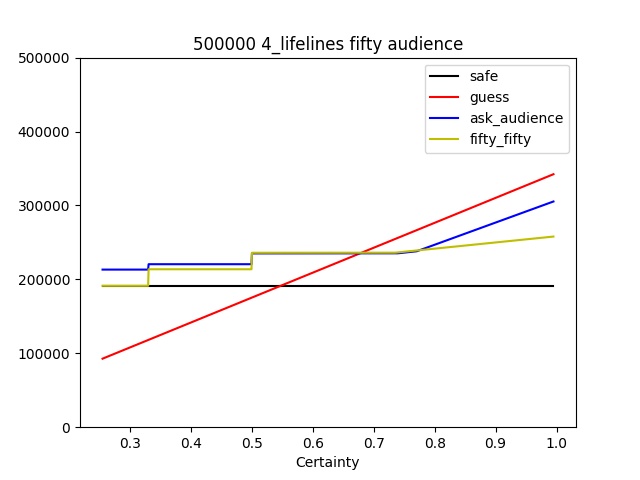 500000 4_lifelines fifty audience
500000
400000
300000
200000
100000
0
safe
guess
ask_audience
fifty_fifty
0.3 0.4 0.5 0.6 0.7 0.8 0.9 1.0
Certainty